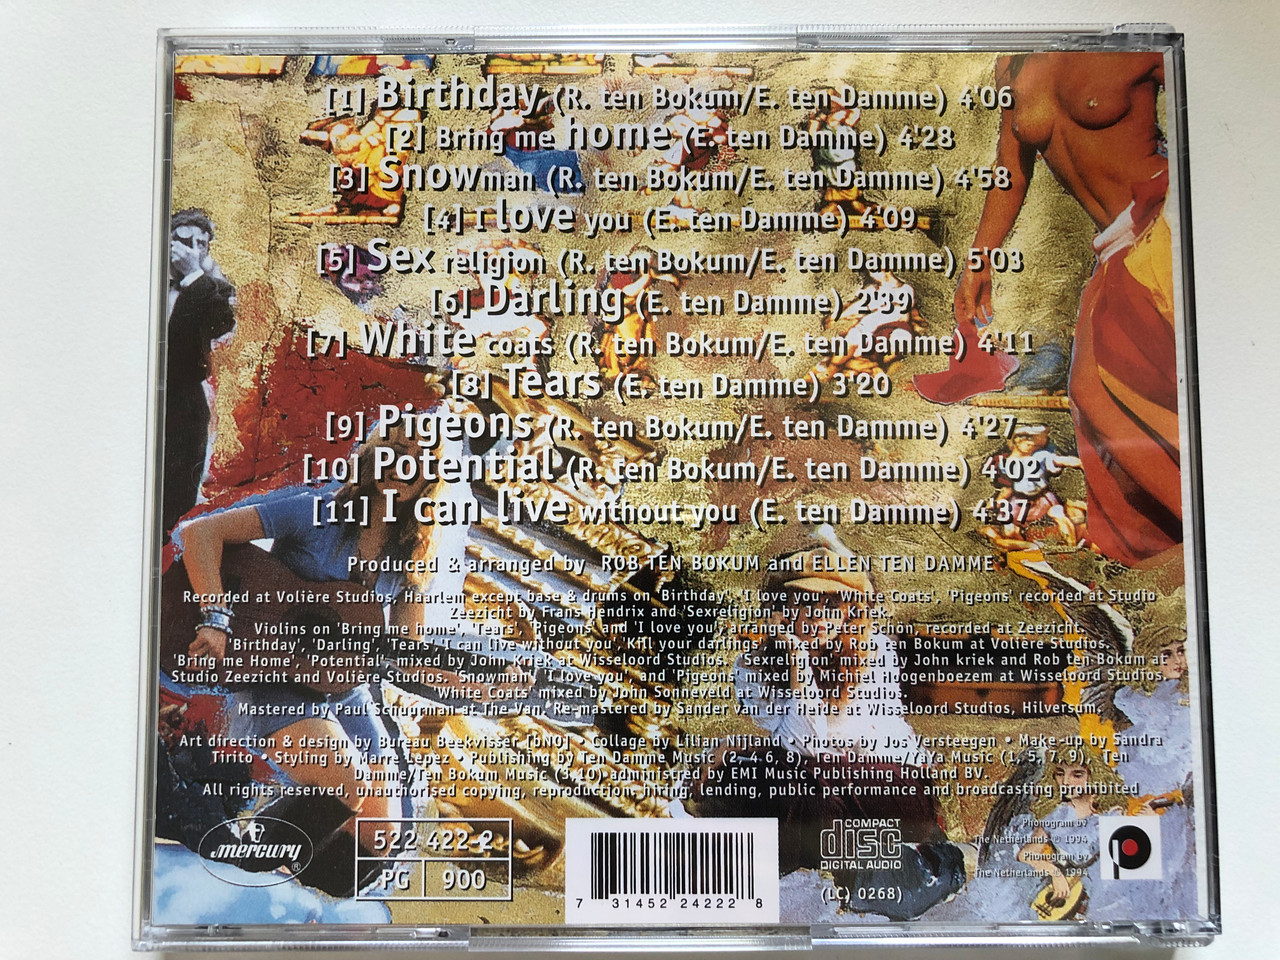 [1] Birthday (R. ten Bokum/E. ten Damme) 4'06
[2] Bring me home (E. ten Damme) 4'28
[3] Snowman (R. ten Bokum/E. ten Damme) 4'58
[4] I love you (E. ten Damme) 4'09
[5] Sex religion (R. ten Bokum/E. ten Damme) 5'03
[6] Darling (E. ten Damme) 2'39
[7] White coats (R. ten Bokum/E. ten Damme) 4'11
[8] Tears (E. ten Damme) 3'20
[9] Pigeons (R. ten Bokum/E. ten Damme) 4'27
[10] Potential (R. ten Bokum/E. ten Damme) 4'02
[11] I can live without you (E. ten Damme) 4'37
Produced & arranged by ROB TEN BOKUM and ELLEN TEN DAMME
Recorded at Volière Studios, Haarlem except base & drums on 'Birthday', 'I love you', 'White Coats', 'Pigeons' recorded at Studio
Zeezicht by Frans Hendrix and 'Sexreligion' by John Kriek.
Violins on 'Bring me home', 'Tears', 'Pigeons' and 'I love you', arranged by Peter Schön, recorded at Zeezicht.
'Birthday', 'Darling', 'Tears', 'I can live without you', 'Kill your darlings' mixed by Rob ten Bokum at Volière Studios.
'Bring me Home', 'Potential', mixed by John Kriek at Wisseloord Studios. 'Sexreligion' mixed by John kriek and Rob ten Bokum at
Studio Zeezicht and Volière Studios. 'Snowman', 'I love you', and 'Pigeons' mixed by Michiel Hoogenboezem at Wisseloord Studios.
'White Coats' mixed by John Sonneveld at Wisseloord Studios.
Mastered by Paul Schuurman at The Van. Re-mastered by Sander van der Heide at Wisseloord Studios, Hilversum.
Art direction & design by Bureau Beekvisser [bNO] • Collage by Lilian Nijland • Photos by Jos Versteegen • Make-up by Sandra
Tirito • Styling by Marre Lepez • Publishing by Ten Damme Music (2, 4.6, 8), Ten Damme/YaYa Music (1, 5, 7, 9), Ten
Damme/Ten Bokum Music (3,10) administred by EMI Music Publishing Holland BV.
All rights reserved, unauthorised copying, reproduction, hiring, lending, public performance and broadcasting prohibited
mercury ®
522 422-2
PG 900
7 31452 24222 8
COMPACT
disc
DIGITAL AUDIO
(LC) 0268)
Phonogram by
The Netherlands © 1994
Phonogram by
The Netherlands © 1994